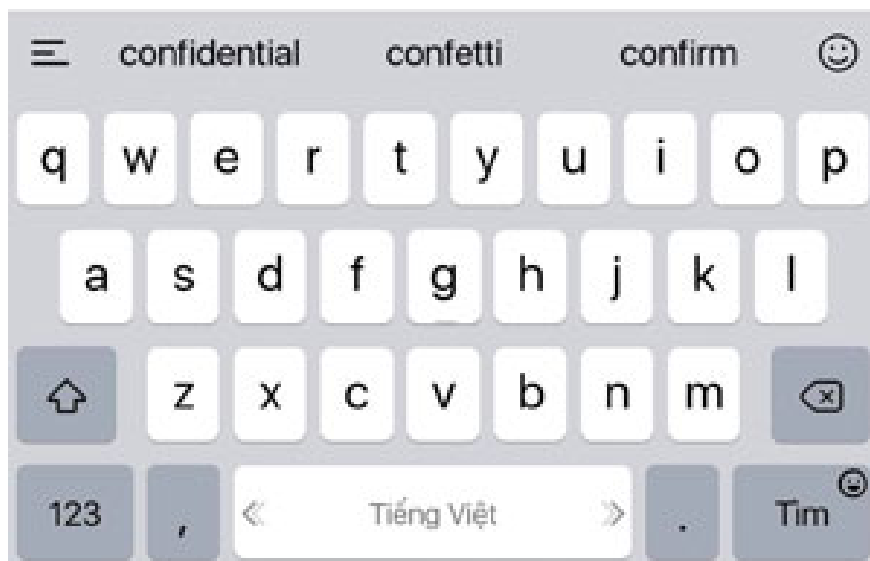 confidential confetti confirm
q w e r t y u i o p
a s d f g h j k l
z x c v b n m
123 , Tiếng Việt . Tìm